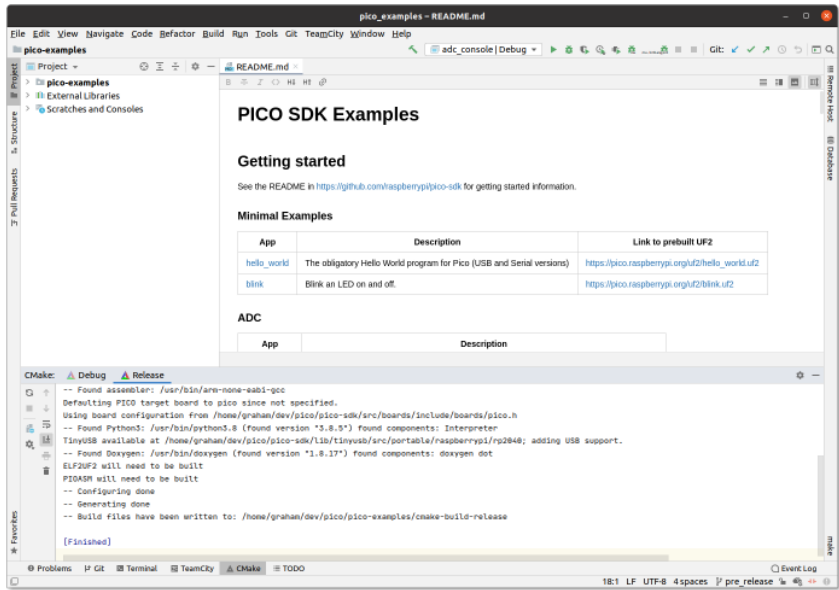 pico_examples – README.md
File Edit View Navigate Code Refactor Build Run Tools Git TeamCity Window Help
pico-examples
adc_console | Debug
Git:
Project
README.md
pico-examples
External Libraries
Scratches and Consoles
Project
Structure
Pull Requests
Favorites
Remote Host
Database
make
B I H↓ H↑
PICO SDK Examples
Getting started
See the README in https://github.com/raspberrypi/pico-sdk for getting started information.
Minimal Examples
App Description Link to prebuilt UF2
hello_world The obligatory Hello World program for Pico (USB and Serial versions) https://pico.raspberrypi.org/uf2/hello_world.uf2
blink Blink an LED on and off. https://pico.raspberrypi.org/uf2/blink.uf2
ADC
App Description
CMake: Debug Release
-- Found assembler: /usr/bin/arm-none-eabi-gcc
Defaulting PICO target board to pico since not specified.
Using board configuration from /home/graham/dev/pico/pico-sdk/src/boards/include/boards/pico.h
-- Found Python3: /usr/bin/python3.8 (found version "3.8.5") found components: Interpreter
TinyUSB available at /home/graham/dev/pico/pico-sdk/lib/tinyusb/src/portable/raspberrypi/rp2040; adding USB support.
-- Found Doxygen: /usr/bin/doxygen (found version "1.8.17") found components: doxygen dot
ELF2UF2 will need to be built
PIOASM will need to be built
-- Configuring done
-- Generating done
-- Build files have been written to: /home/graham/dev/pico/pico-examples/cmake-build-release
[Finished]
Problems Git Terminal TeamCity CMake TODO Event Log
18:1 LF UTF-8 4 spaces pre_release